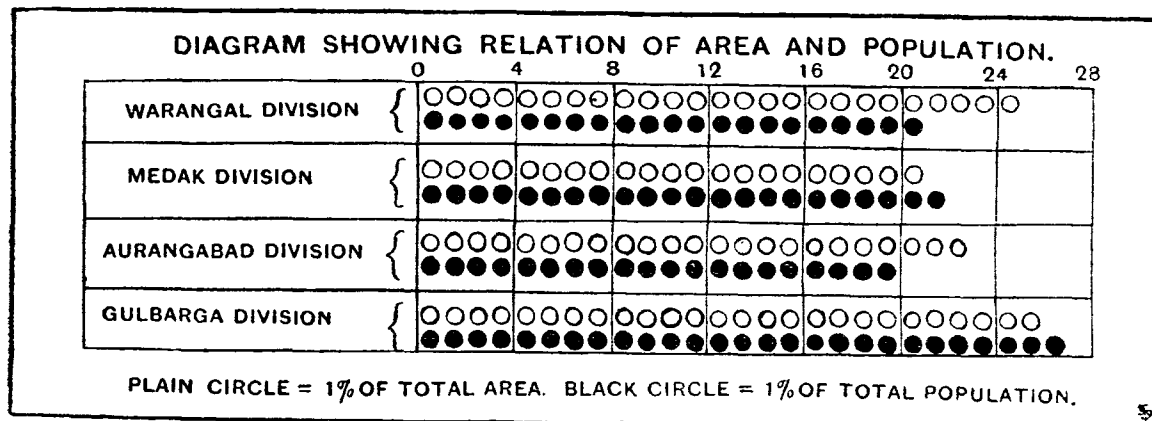 DIAGRAM SHOWING RELATION OF AREA AND POPULATION.
0 4 8 12 16 20 24 28
WARANGAL DIVISION
MEDAK DIVISION
AURANGABAD DIVISION
GULBARGA DIVISION
PLAIN CIRCLE = 1% OF TOTAL AREA. BLACK CIRCLE = 1% OF TOTAL POPULATION.